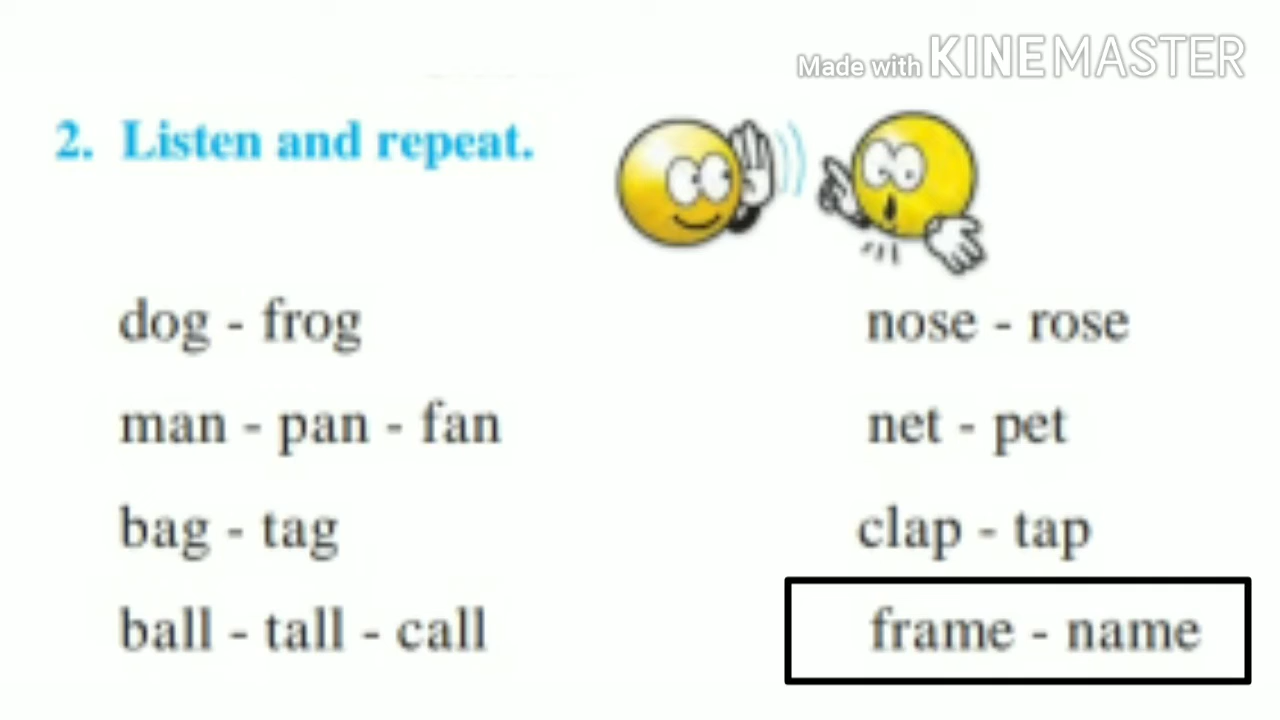 Made with KINEMASTER
2. Listen and repeat.
dog - frog
nose - rose
man - pan - fan
net - pet
bag - tag
clap - tap
ball - tall - call
frame - name